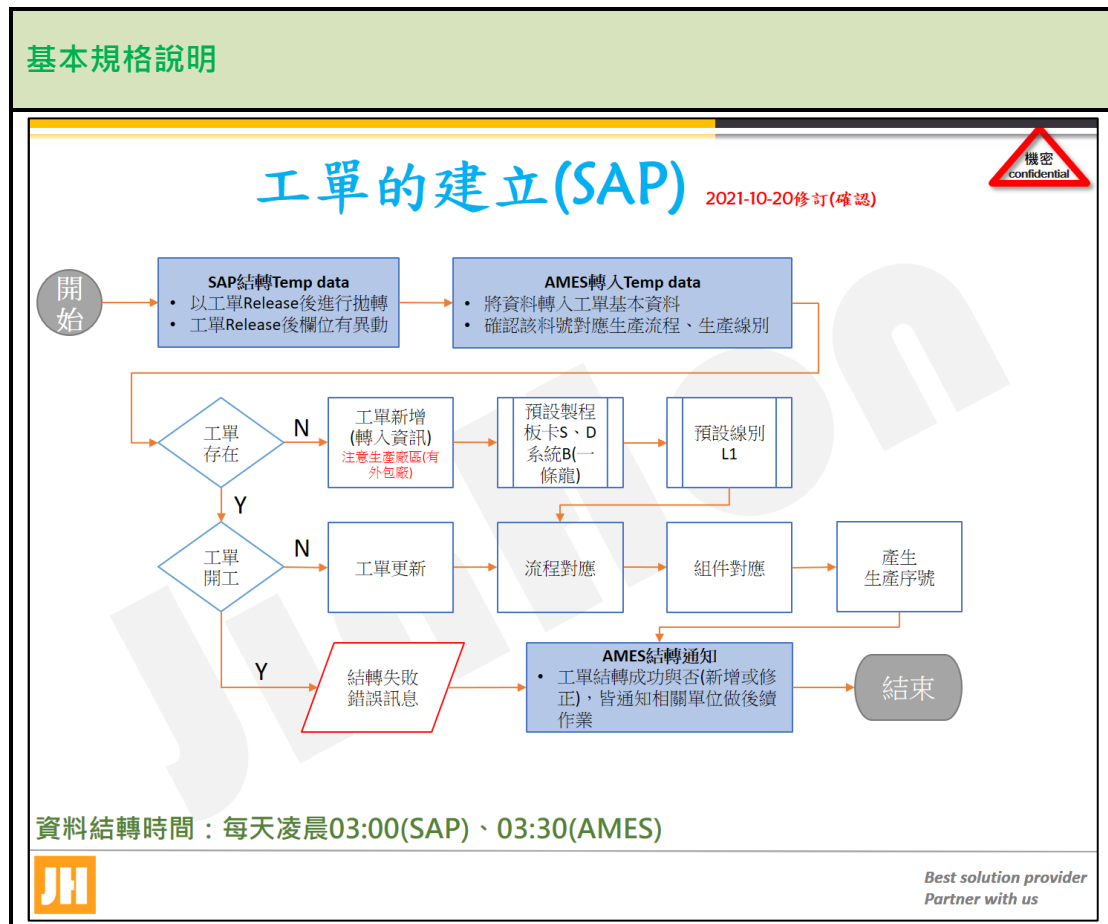 基本規格說明
工單的建立(SAP) 2021-10-20修訂(確認)
機密
confidential
開
始
SAP結轉Temp data
• 以工單Release後進行拋轉
• 工單Release後欄位有異動
AMES轉入Temp data
• 將資料轉入工單基本資料
• 確認該料號對應生產流程、生產線別
工單
存在
N
工單新增
(轉入資訊)
注意生產廠區(有
外包廠)
預設製程
板卡S、D
系統B(一
條龍)
預設線別
L1
Y
工單
開工
N
工單更新
流程對應
組件對應
產生
生產序號
Y
結轉失敗
錯誤訊息
AMES結轉通知
• 工單結轉成功與否(新增或修
正)，皆通知相關單位做後續
作業
結束
JinHon
資料結轉時間：每天凌晨03:00(SAP)、03:30(AMES)
JH
Best solution provider
Partner with us